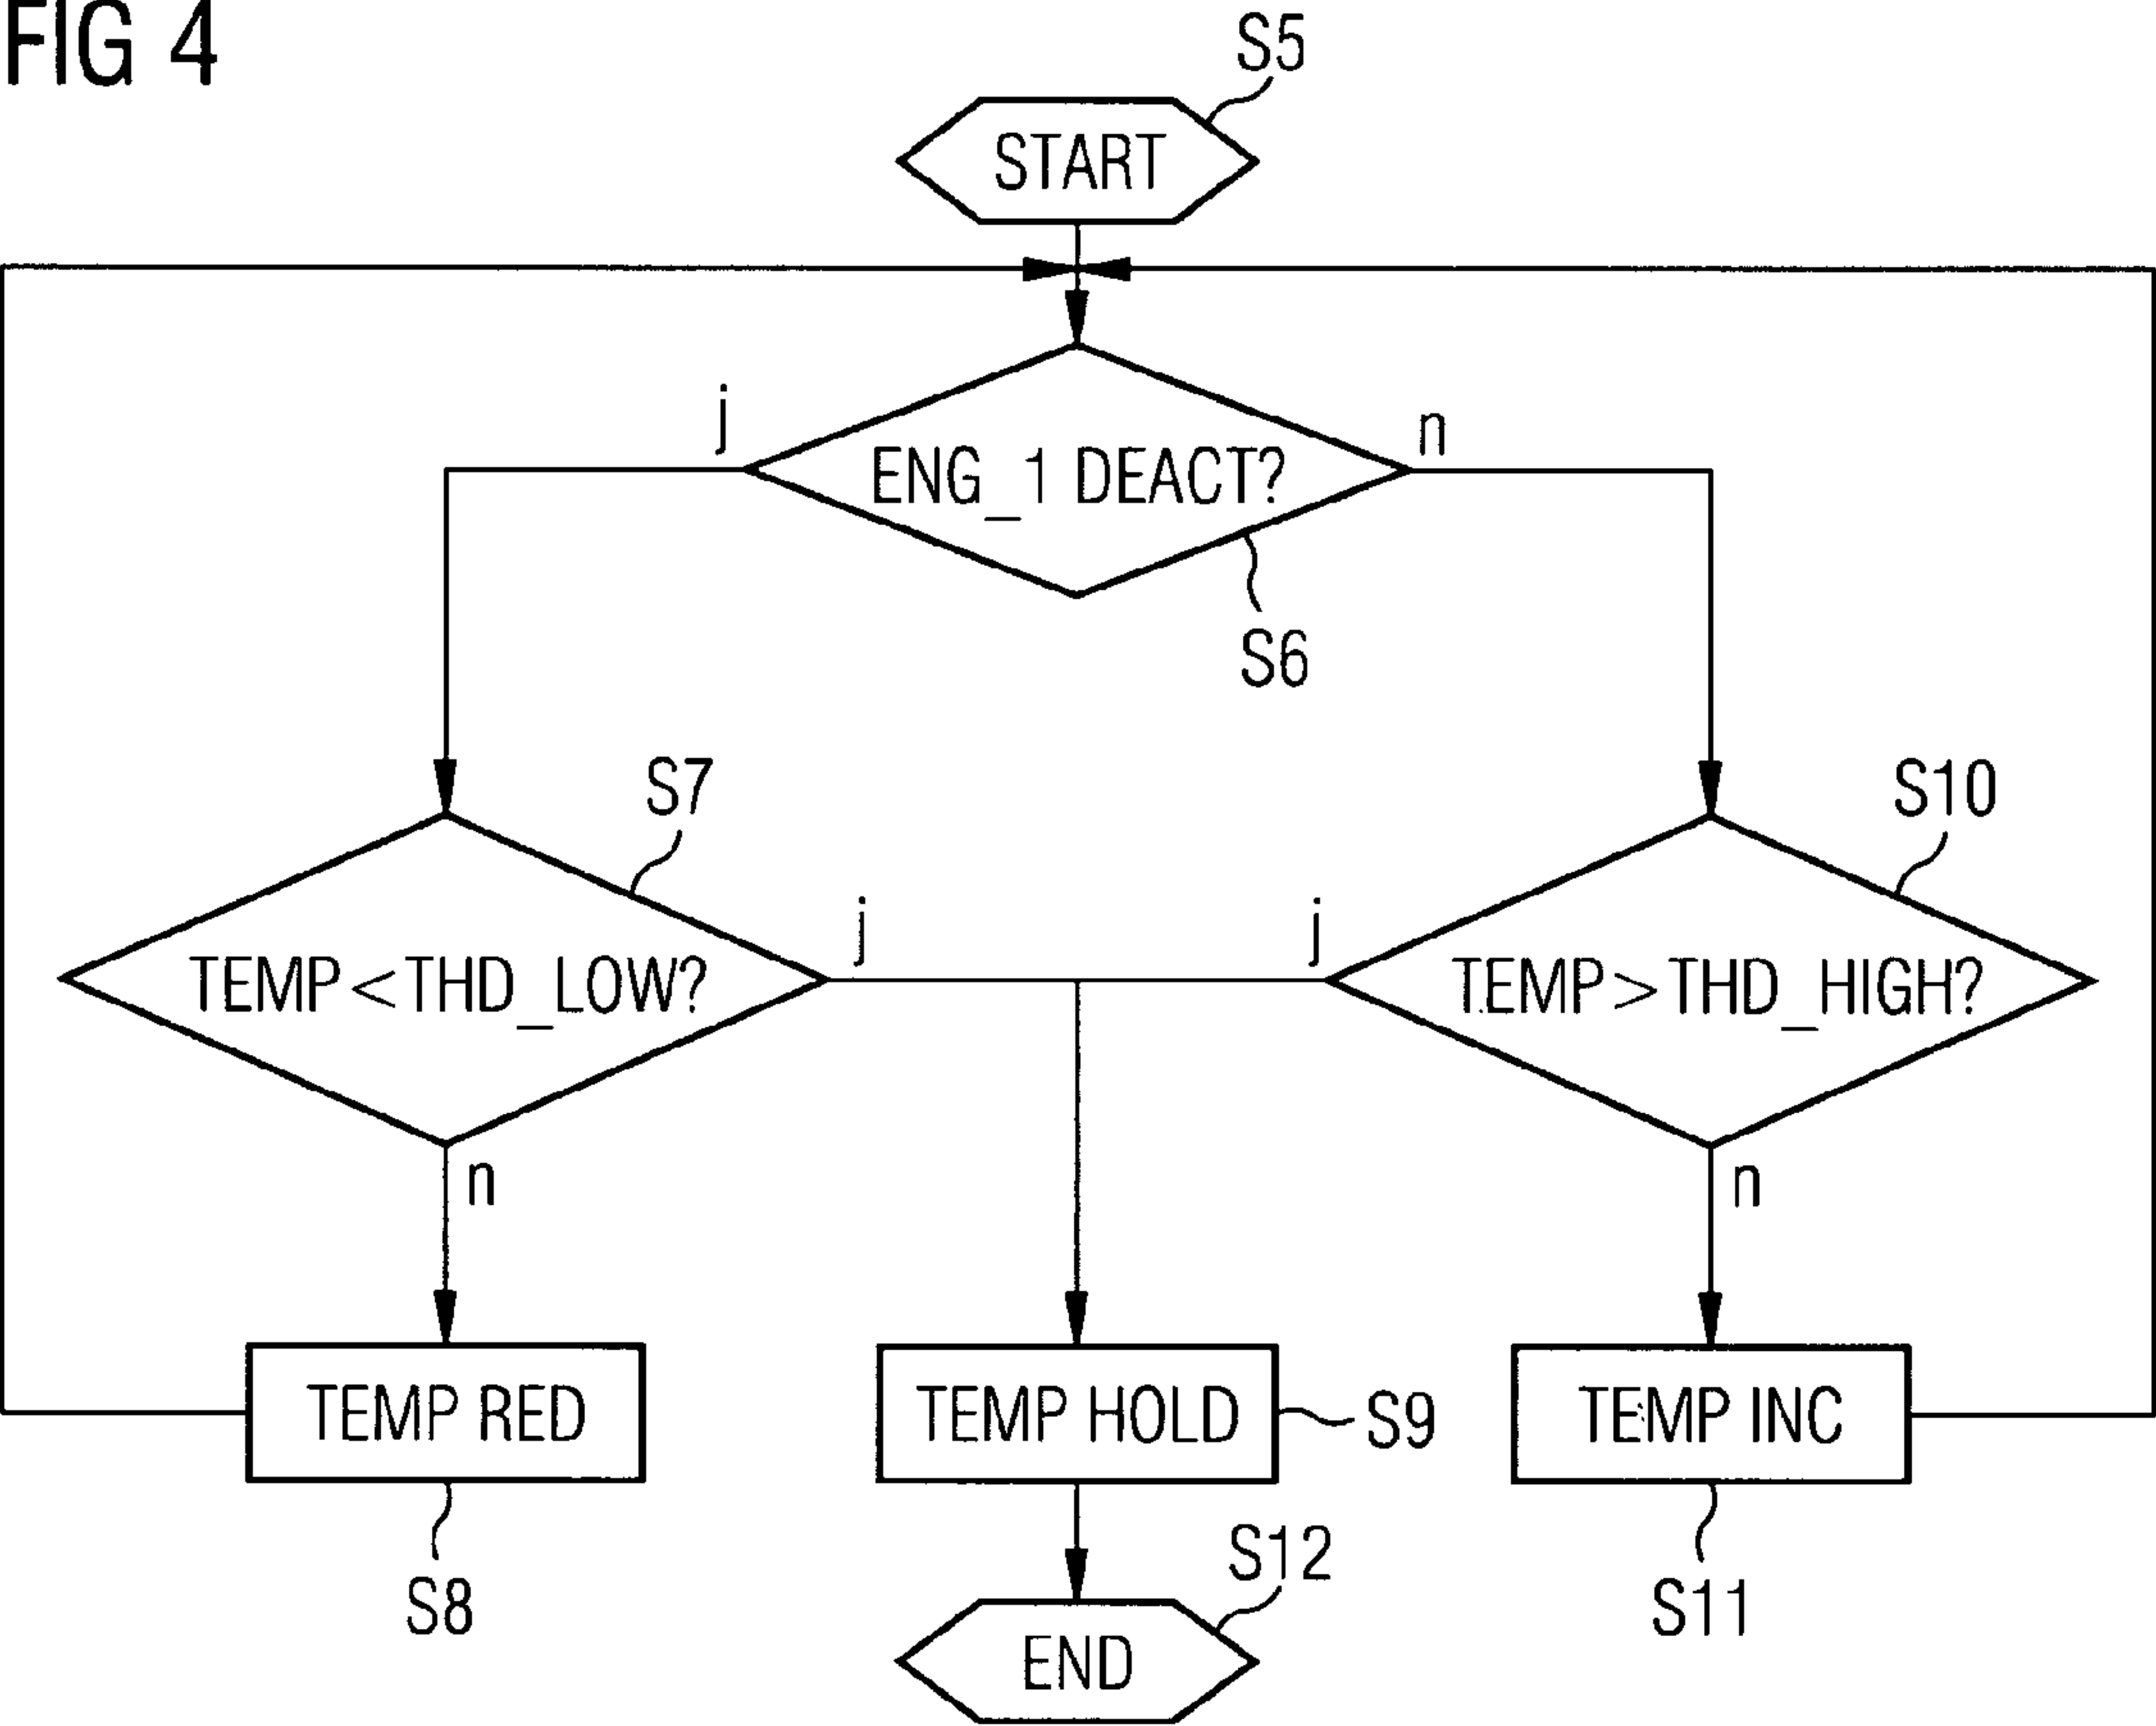 FIG 4
S5
START
j
n
ENG_1 DEACT?
S6
S7
S10
j
j
TEMP<THD_LOW?
TEMP>THD_HIGH?
n
n
TEMP RED
TEMP HOLD
S9
TEMP INC
S12
S8
S11
END